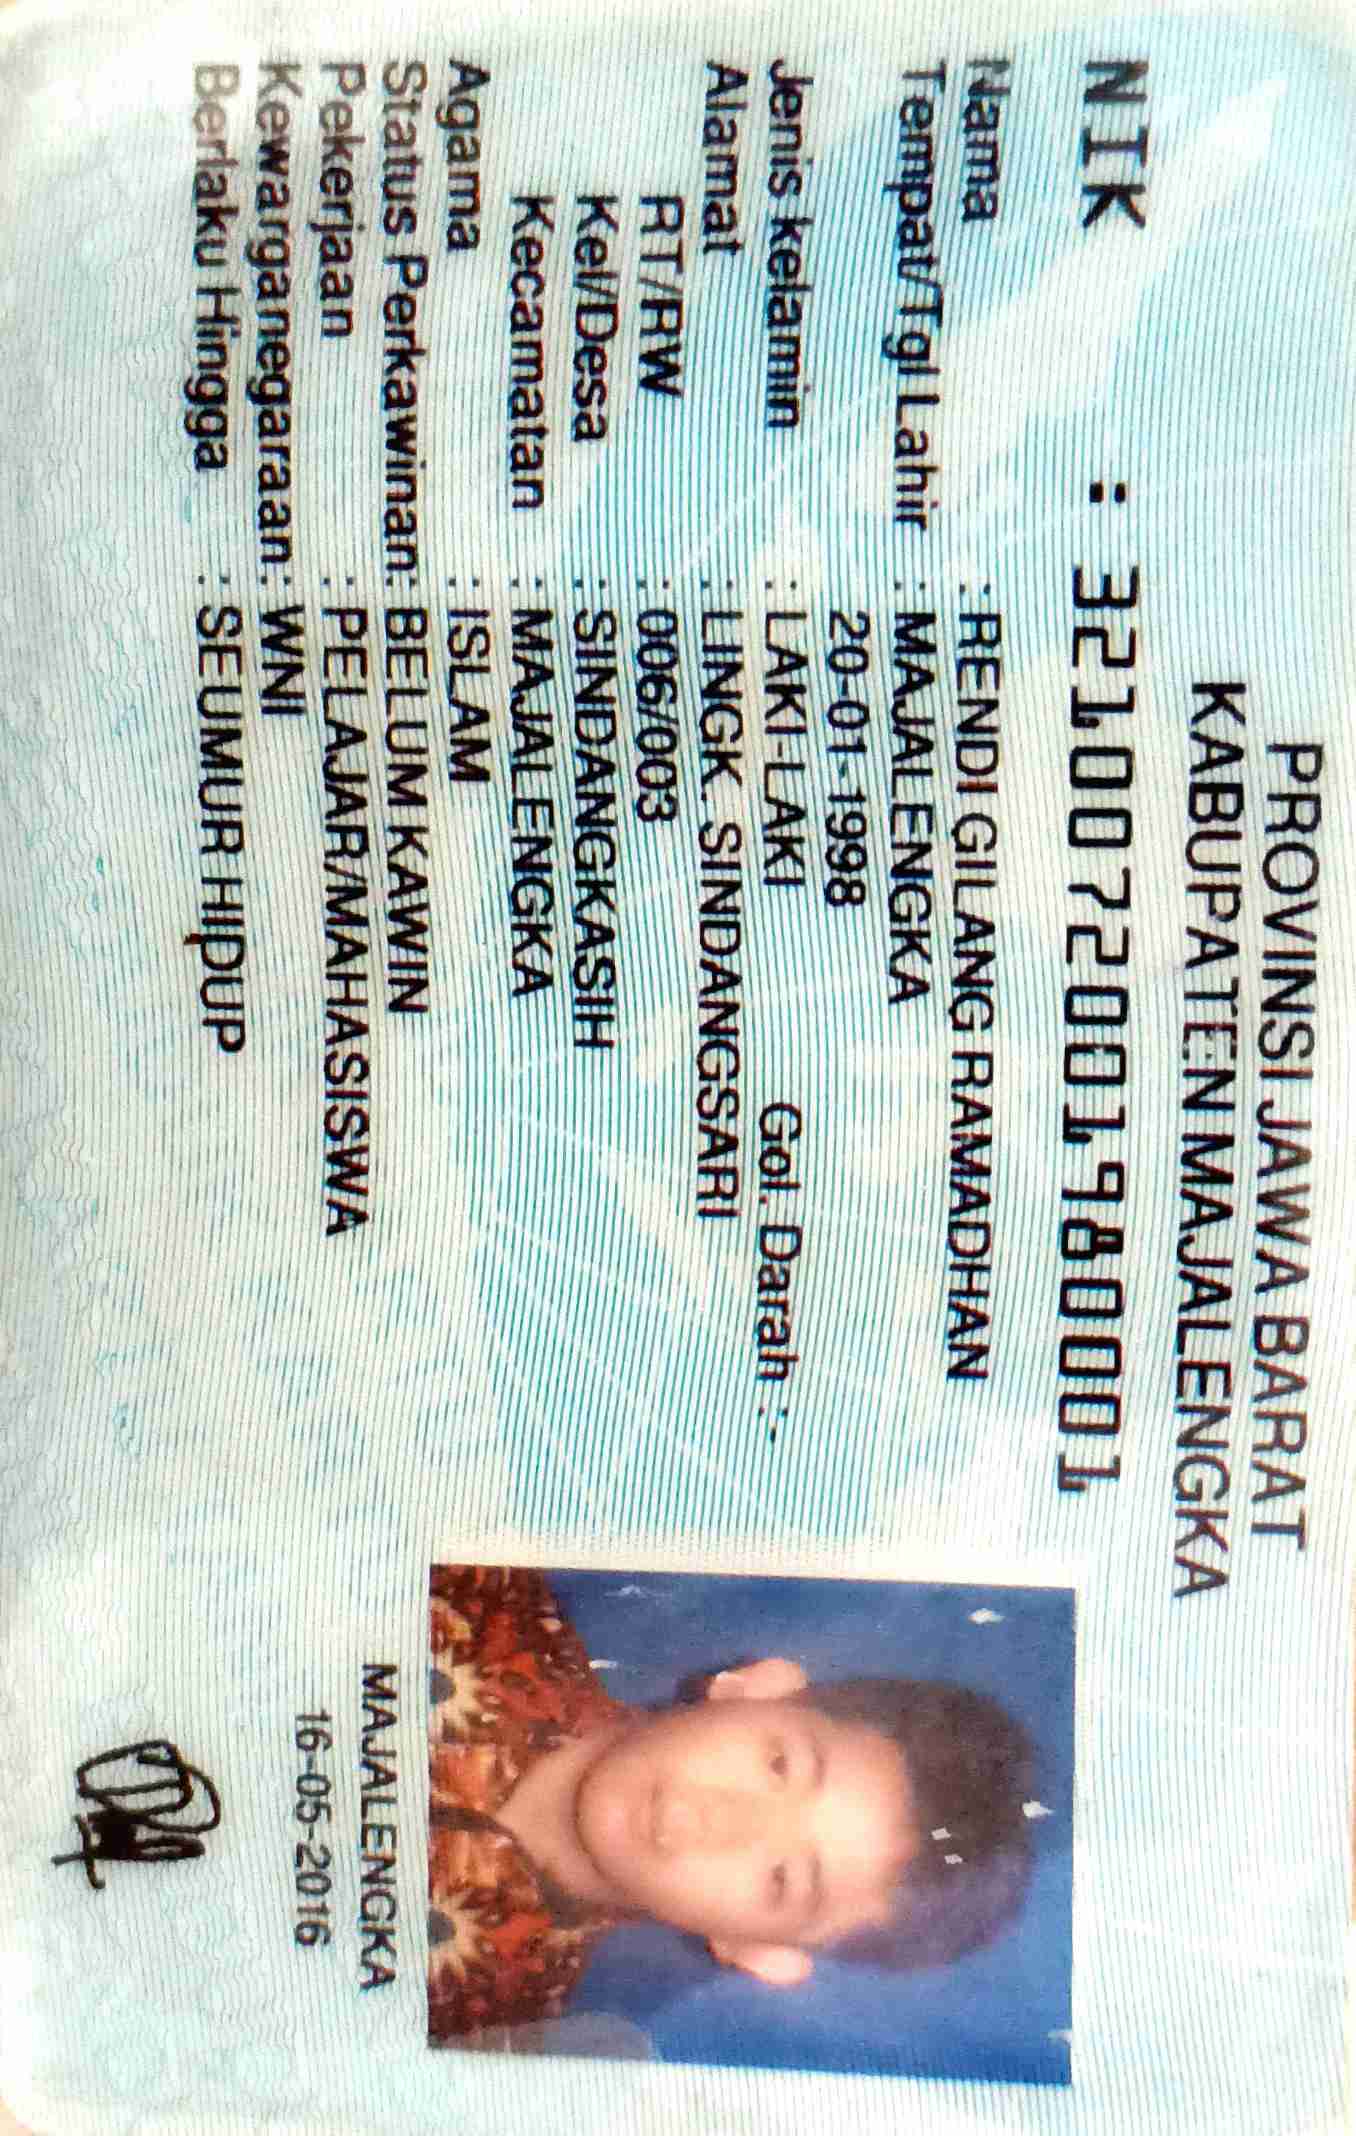 PROVINSI JAWA BARAT
KABUPATEN MAJALENGKA
NIK : 3210072001980001
Nama : RENDI GILANG RAMADHAN
Tempat/Tgl Lahir : MAJALENGKA
20-01-1998
Jenis kelamin : LAKI-LAKI Gol. Darah :-
Alamat : LINGK. SINDANGSARI
RT/RW : 006/003
Kel/Desa : SINDANGKASIH
Kecamatan : MAJALENGKA
Agama : ISLAM
Status Perkawinan: BELUM KAWIN
Pekerjaan : PELAJAR/MAHASISWA
Kewarganegaraan: WNI
Berlaku Hingga : SEUMUR HIDUP
MAJALENGKA
16-05-2016